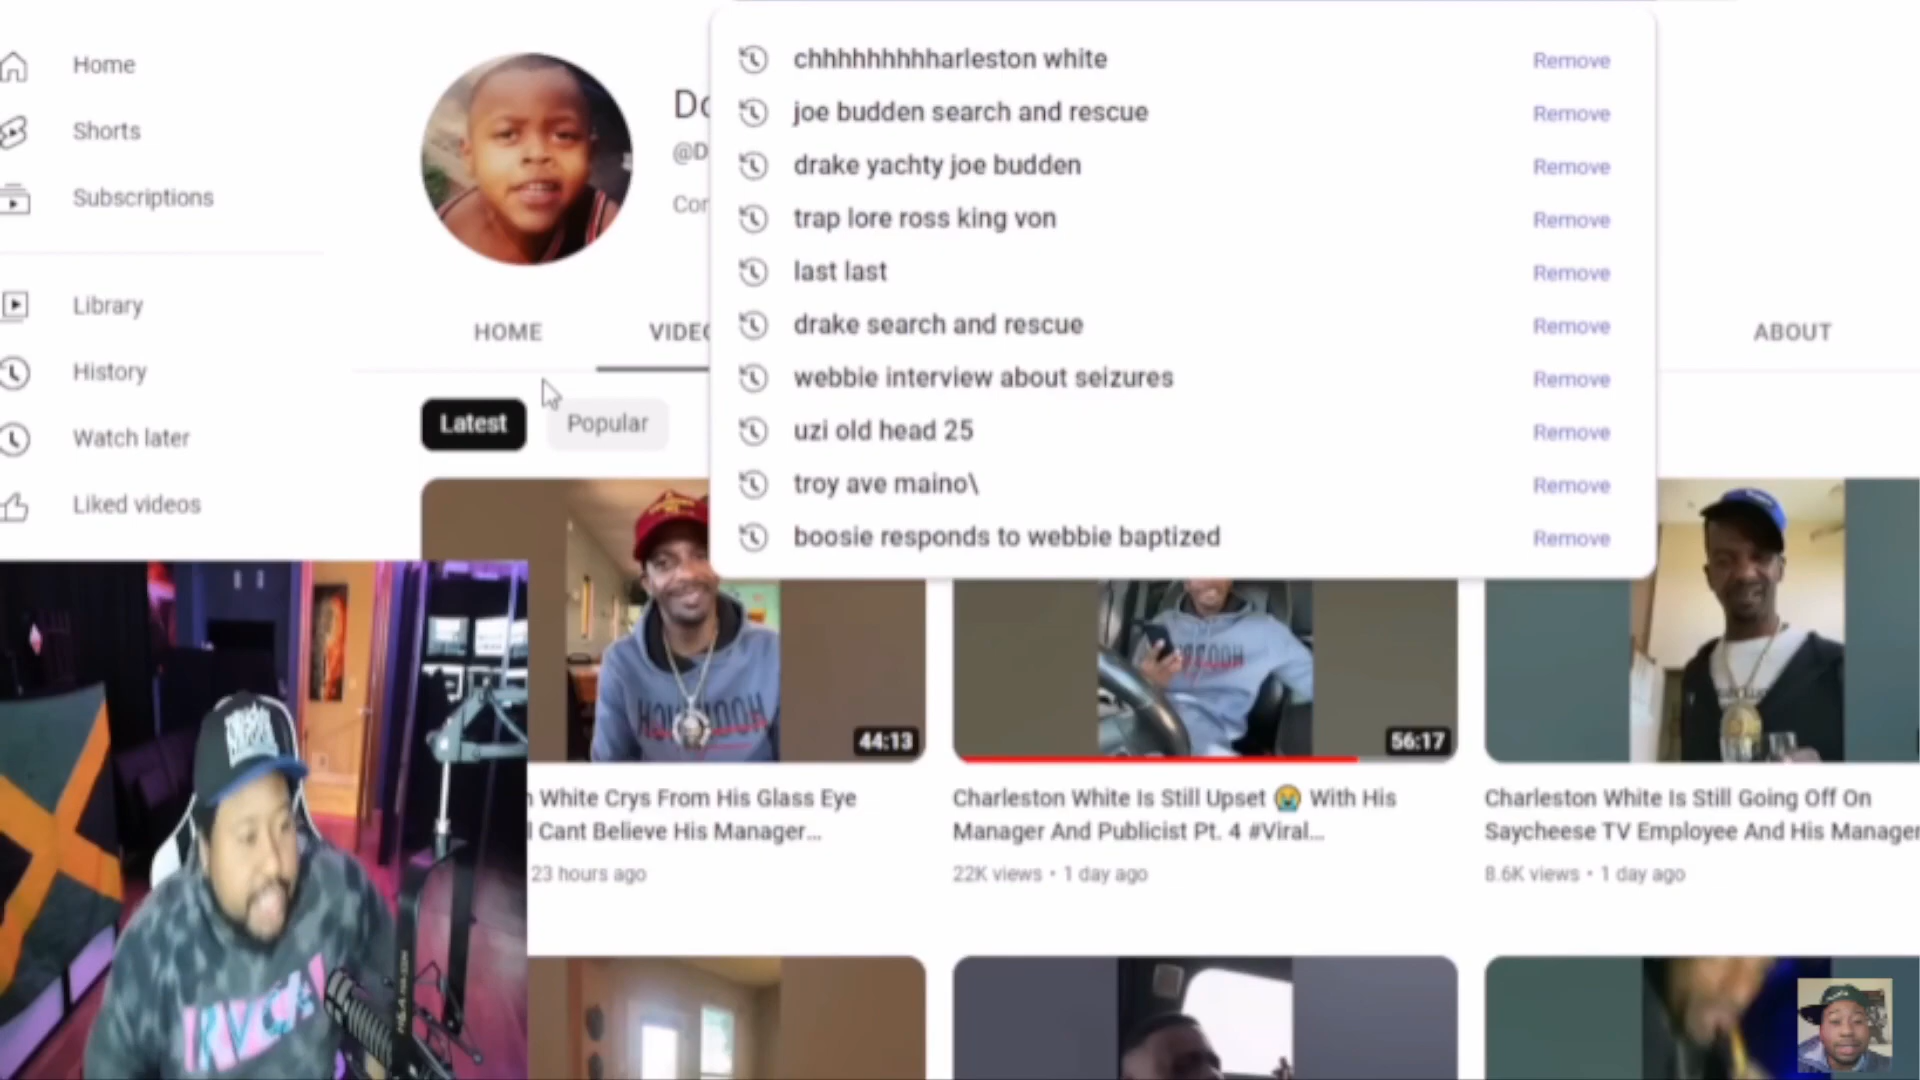 Home
Shorts
Subscriptions
Library
History
Watch later
Liked videos
@D
HOME
ABOUT
Latest
Popular
chhhhhhhhharleston white
Remove
joe budden search and rescue
Remove
drake yachty joe budden
Remove
trap lore ross king von
Remove
last last
Remove
drake search and rescue
Remove
webbie interview about seizures
Remove
uzi old head 25
Remove
troy ave maino\
Remove
boosie responds to webbie baptized
Remove
44:13
White Crys From His Glass Eye
I Cant Believe His Manager...
23 hours ago
56:17
Charleston White Is Still Upset 😭 With His
Manager And Publicist Pt. 4 #Viral...
22K views • 1 day ago
Charleston White Is Still Going Off On
Saycheese TV Employee And His Manager
8.6K views • 1 day ago
RVCA